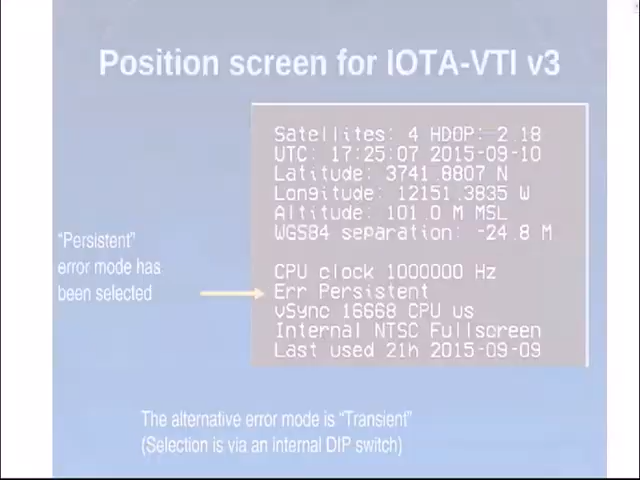 Position screen for IOTA-VTI v3
Satellites: 4 HDOP: 2.18
UTC: 17:25:07 2015-09-10
Latitude: 3741.8807 N
Longitude: 12151.3835 W
Altitude: 101.0 M MSL
WGS84 separation: -24.8 M
"Persistent"
error mode has
been selected
CPU clock 1000000 Hz
Err Persistent
vSync 16668 CPU us
Internal NTSC Fullscreen
Last used 21h 2015-09-09
The alternative error mode is "Transient"
(Selection is via an internal DIP switch)